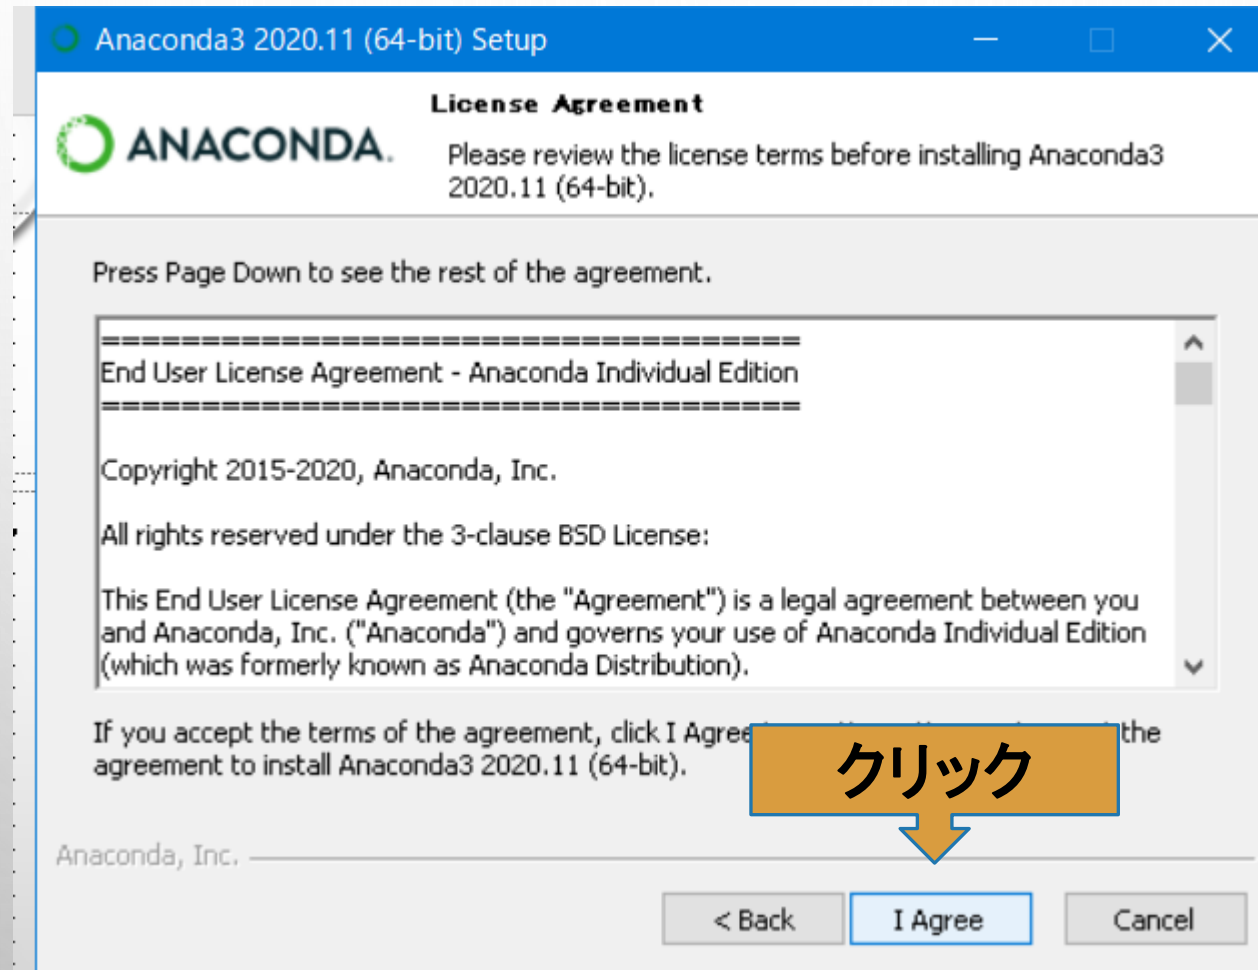 Anaconda3 2020.11 (64-bit) Setup
License Agreement
ANACONDA.
Please review the license terms before installing Anaconda3
2020.11 (64-bit).
Press Page Down to see the rest of the agreement.
====================================
End User License Agreement - Anaconda Individual Edition
====================================
Copyright 2015-2020, Anaconda, Inc.
All rights reserved under the 3-clause BSD License:
This End User License Agreement (the "Agreement") is a legal agreement between you
and Anaconda, Inc. ("Anaconda") and governs your use of Anaconda Individual Edition
(which was formerly known as Anaconda Distribution).
If you accept the terms of the agreement, click I Agree the
agreement to install Anaconda3 2020.11 (64-bit).
クリック
Anaconda, Inc.
< Back
I Agree
Cancel